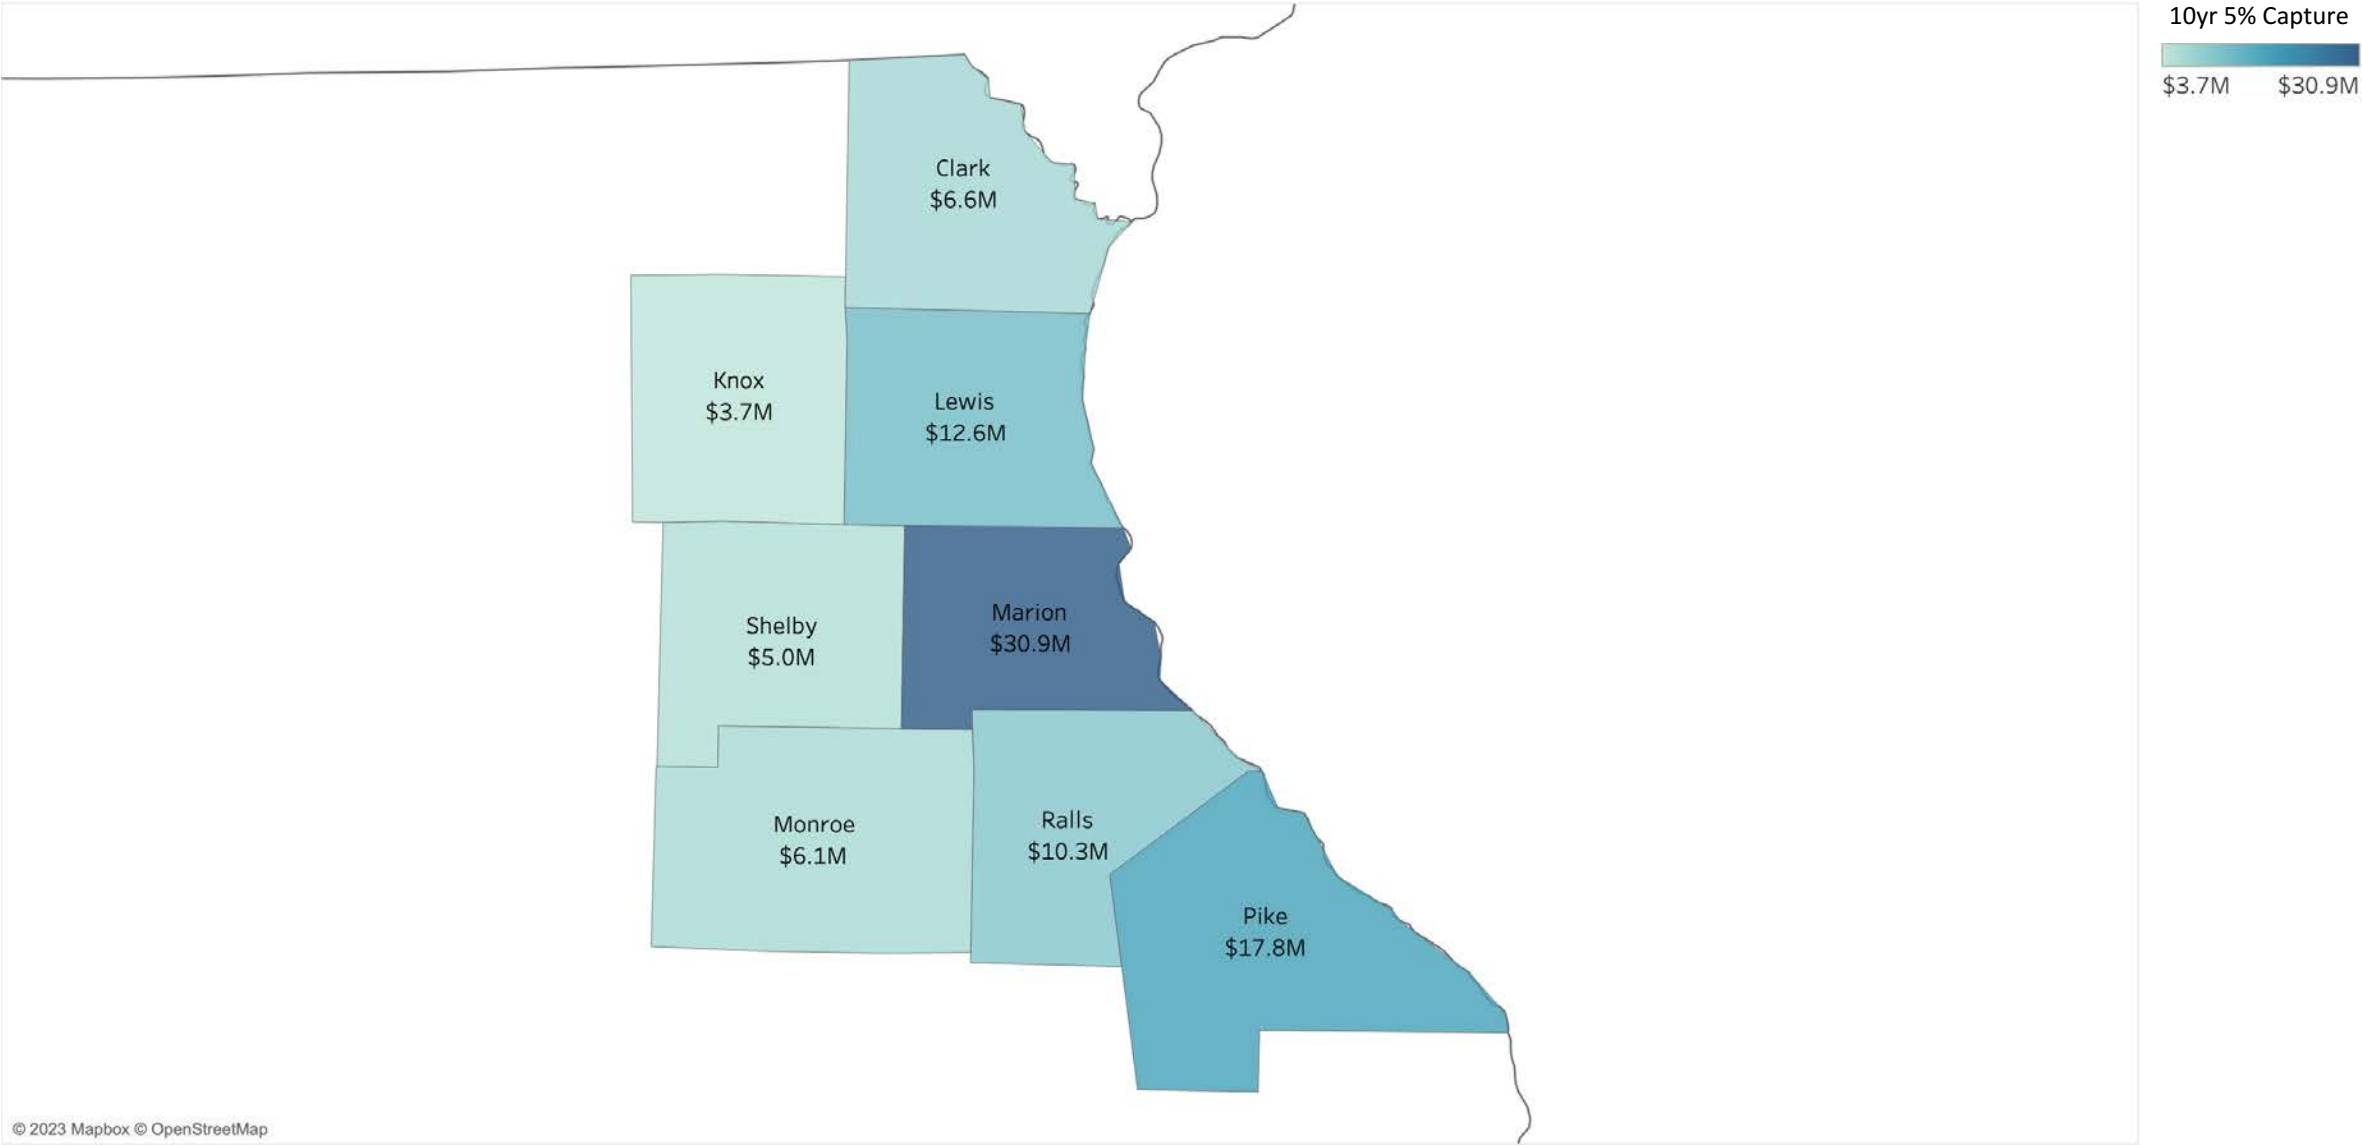 10yr 5% Capture
$3.7M $30.9M
Clark
$6.6M
Knox
$3.7M
Lewis
$12.6M
Shelby
$5.0M
Marion
$30.9M
Monroe
$6.1M
Ralls
$10.3M
Pike
$17.8M
© 2023 Mapbox © OpenStreetMap